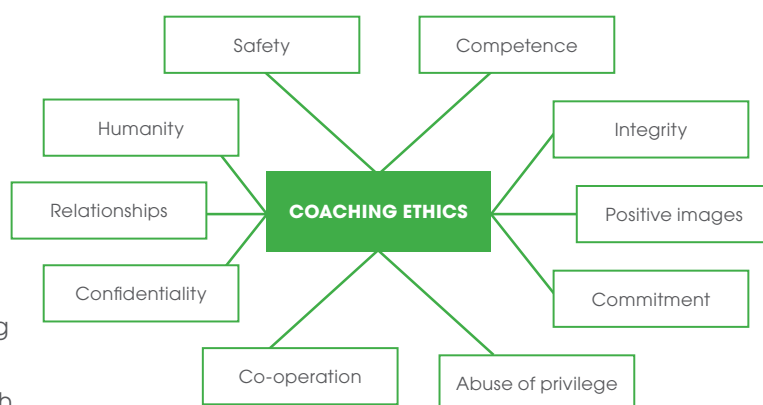 Safety
Competence
Humanity
Integrity
Relationships
COACHING ETHICS
Positive images
Confidentiality
Commitment
g
Co-operation
Abuse of privilege
h